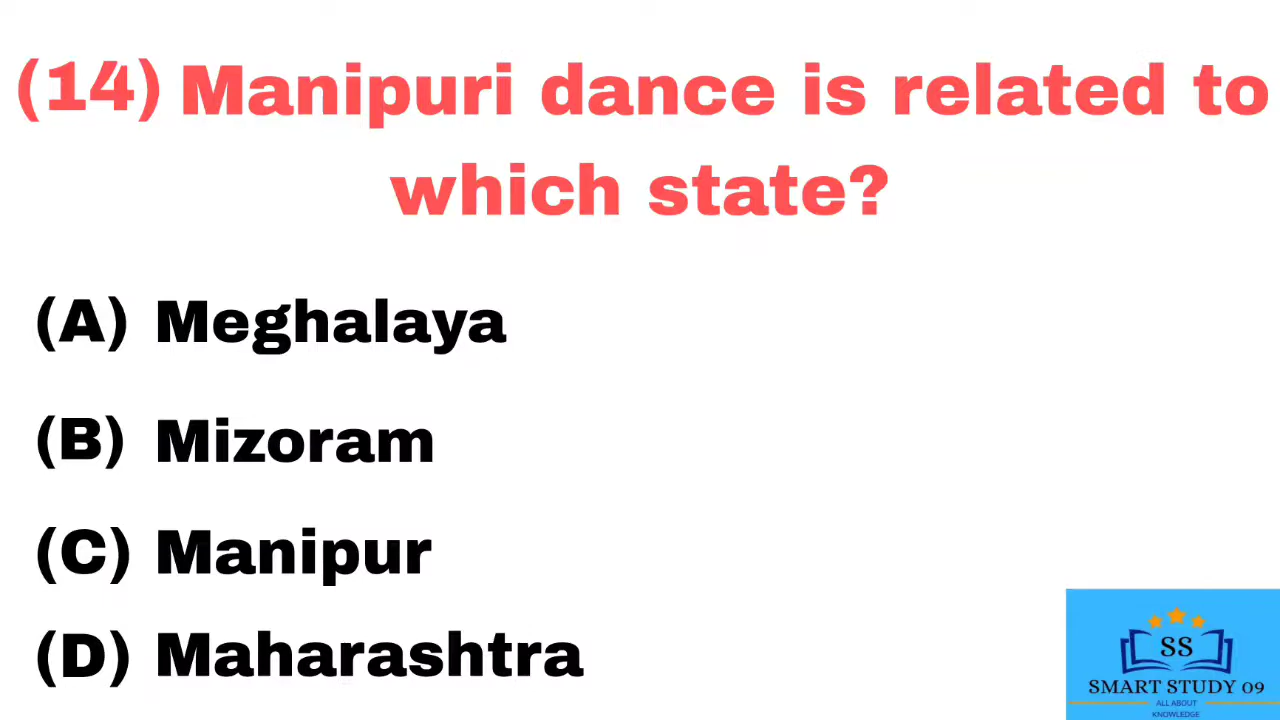 (14) Manipuri dance is related to
which state?
(A) Meghalaya
(B) Mizoram
(C) Manipur
(D) Maharashtra
SS
SMART STUDY 09
ALL ABOUT
KNOWLEDGE